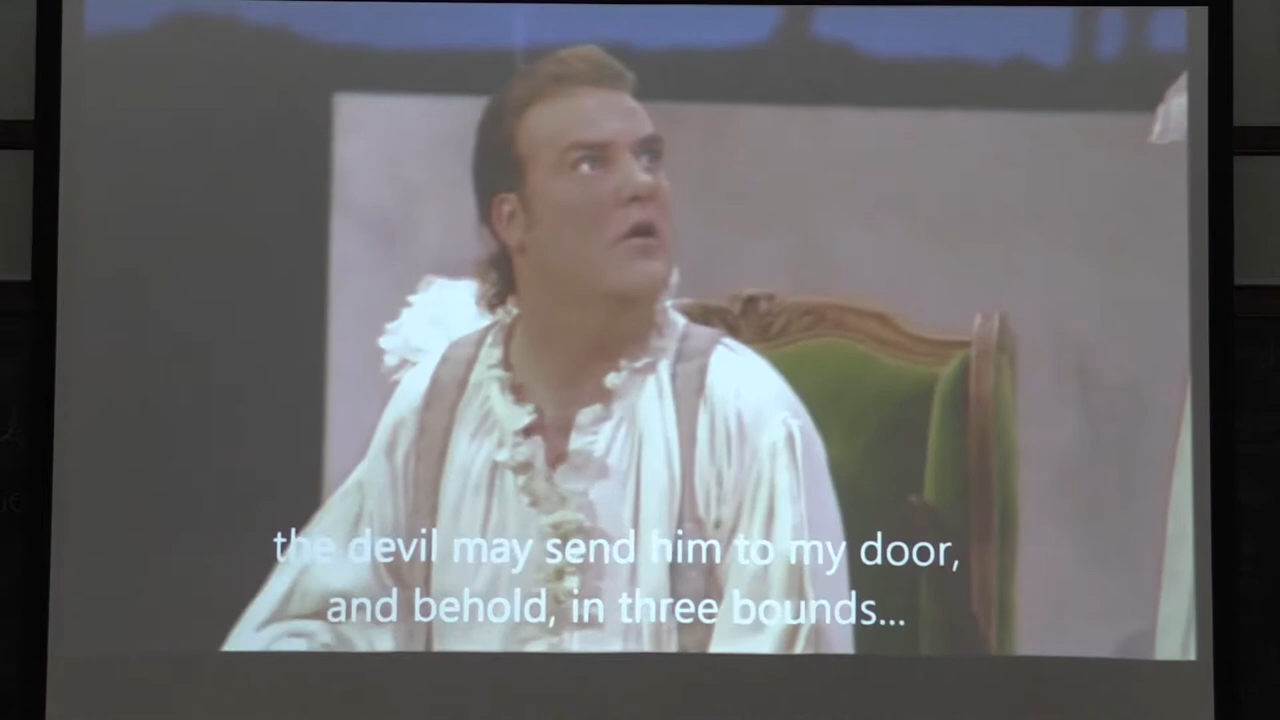 the devil may send him to my door,
and behold, in three bounds...